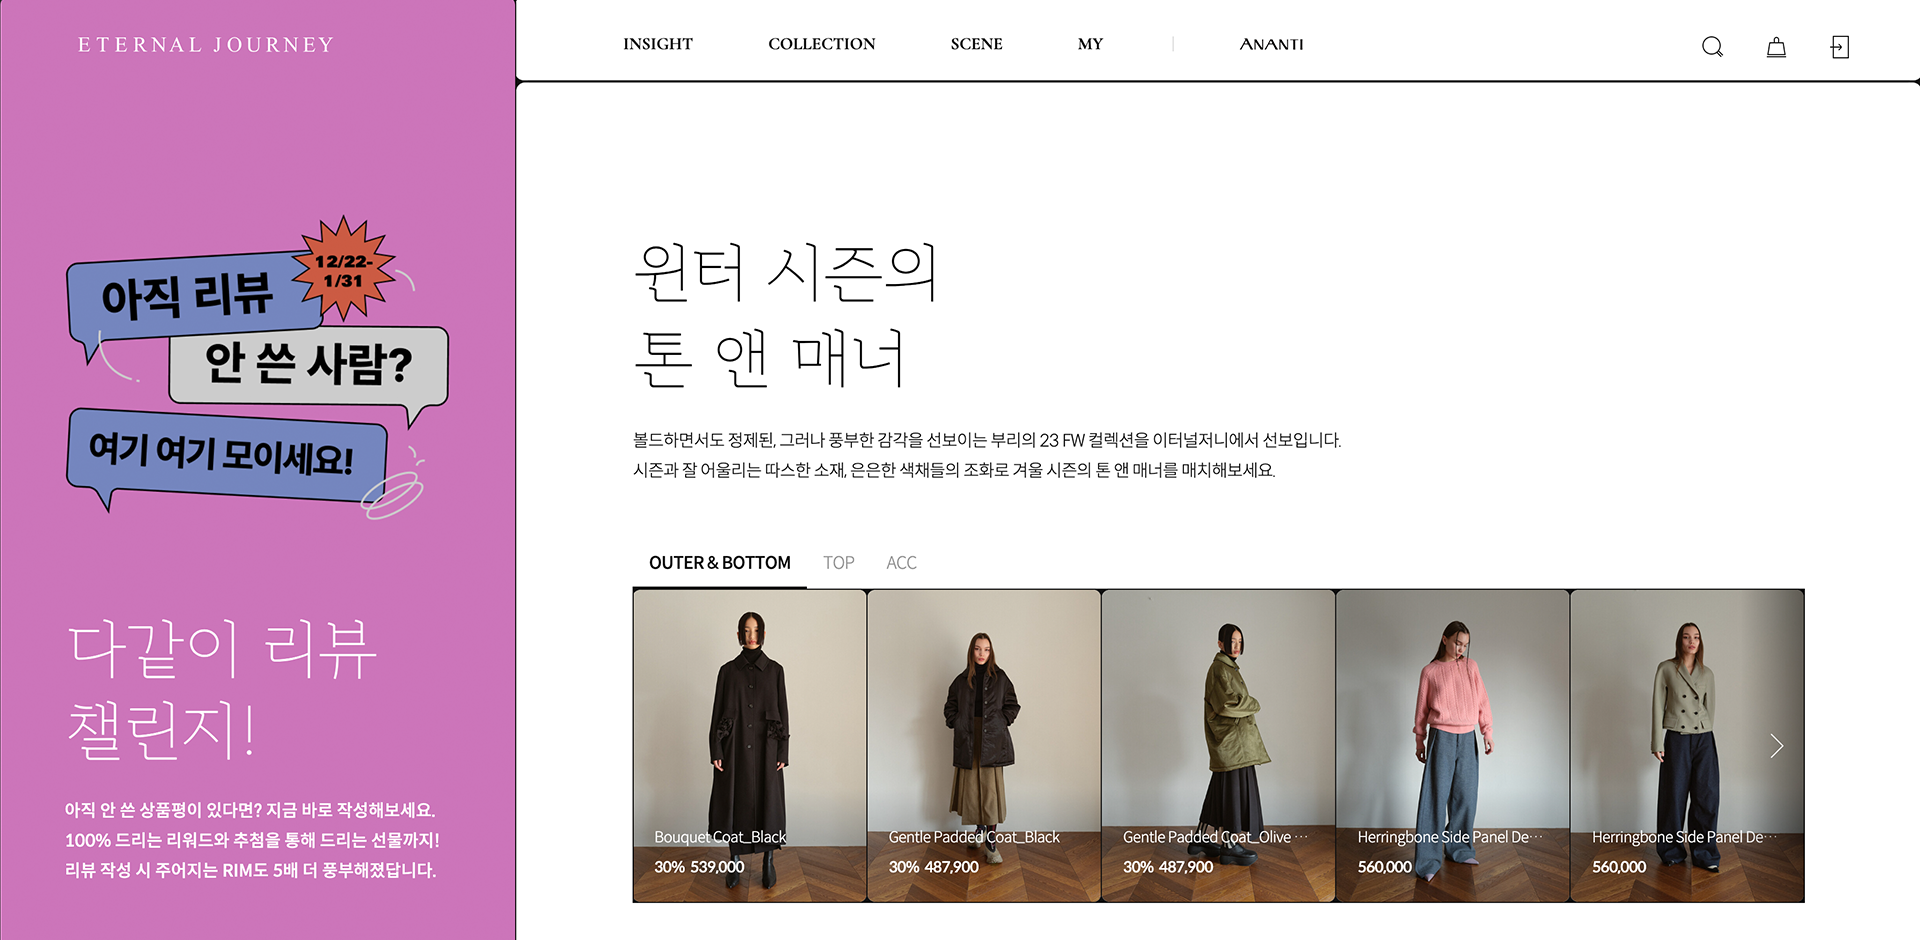 ETERNAL JOURNEY
INSIGHT
COLLECTION
SCENE
MY
ANANTI
12/22-
1/31
아직 리뷰
안 쓴 사람?
여기 여기 모이세요!
다같이 리뷰
챌린지!
아직 안 쓴 상품평이 있다면? 지금 바로 작성해보세요.
100% 드리는 리워드와 추첨을 통해 드리는 선물까지!
리뷰 작성 시 주어지는 RIM도 5배 더 풍부해졌답니다.
윈터 시즌의
톤 앤 매너
볼드하면서도 정제된, 그러나 풍부한 감각을 선보이는 부리의 23 FW 컬렉션을 이터널저니에서 선보입니다.
시즌과 잘 어울리는 따스한 소재, 은은한 색채들의 조화로 겨울 시즌의 톤 앤 매너를 매치해보세요.
OUTER & BOTTOM
TOP
ACC
Bouquet Coat_Black
30% 539,000
Gentle Padded Coat_Black
30% 487,900
Gentle Padded Coat_Olive ···
30% 487,900
Herringbone Side Panel De···
560,000
Herringbone Side Panel De···
560,000